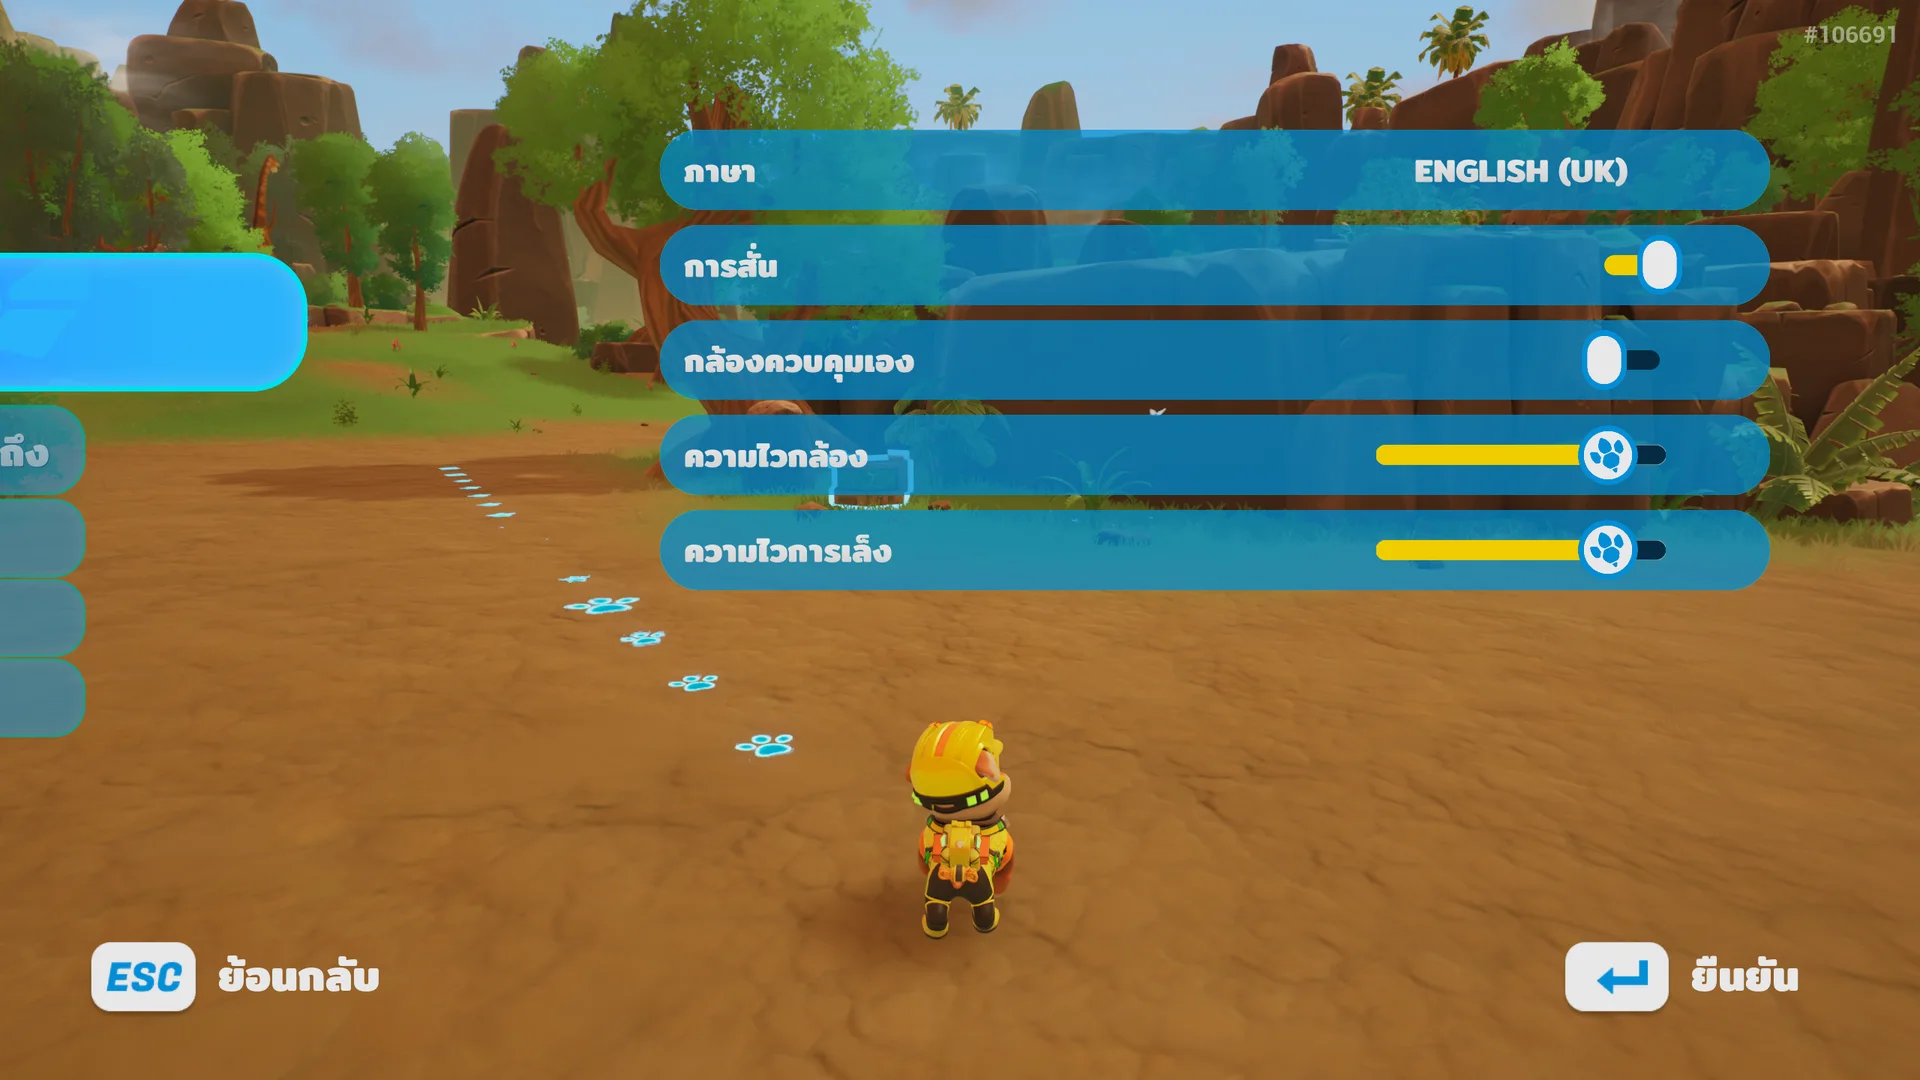 #106691
ภาษา ENGLISH (UK)
การสั่น
กล้องควบคุมเอง
ถึง
ความไวกล้อง
ความไวการเล็ง
ESC ย้อนกลับ
ยืนยัน